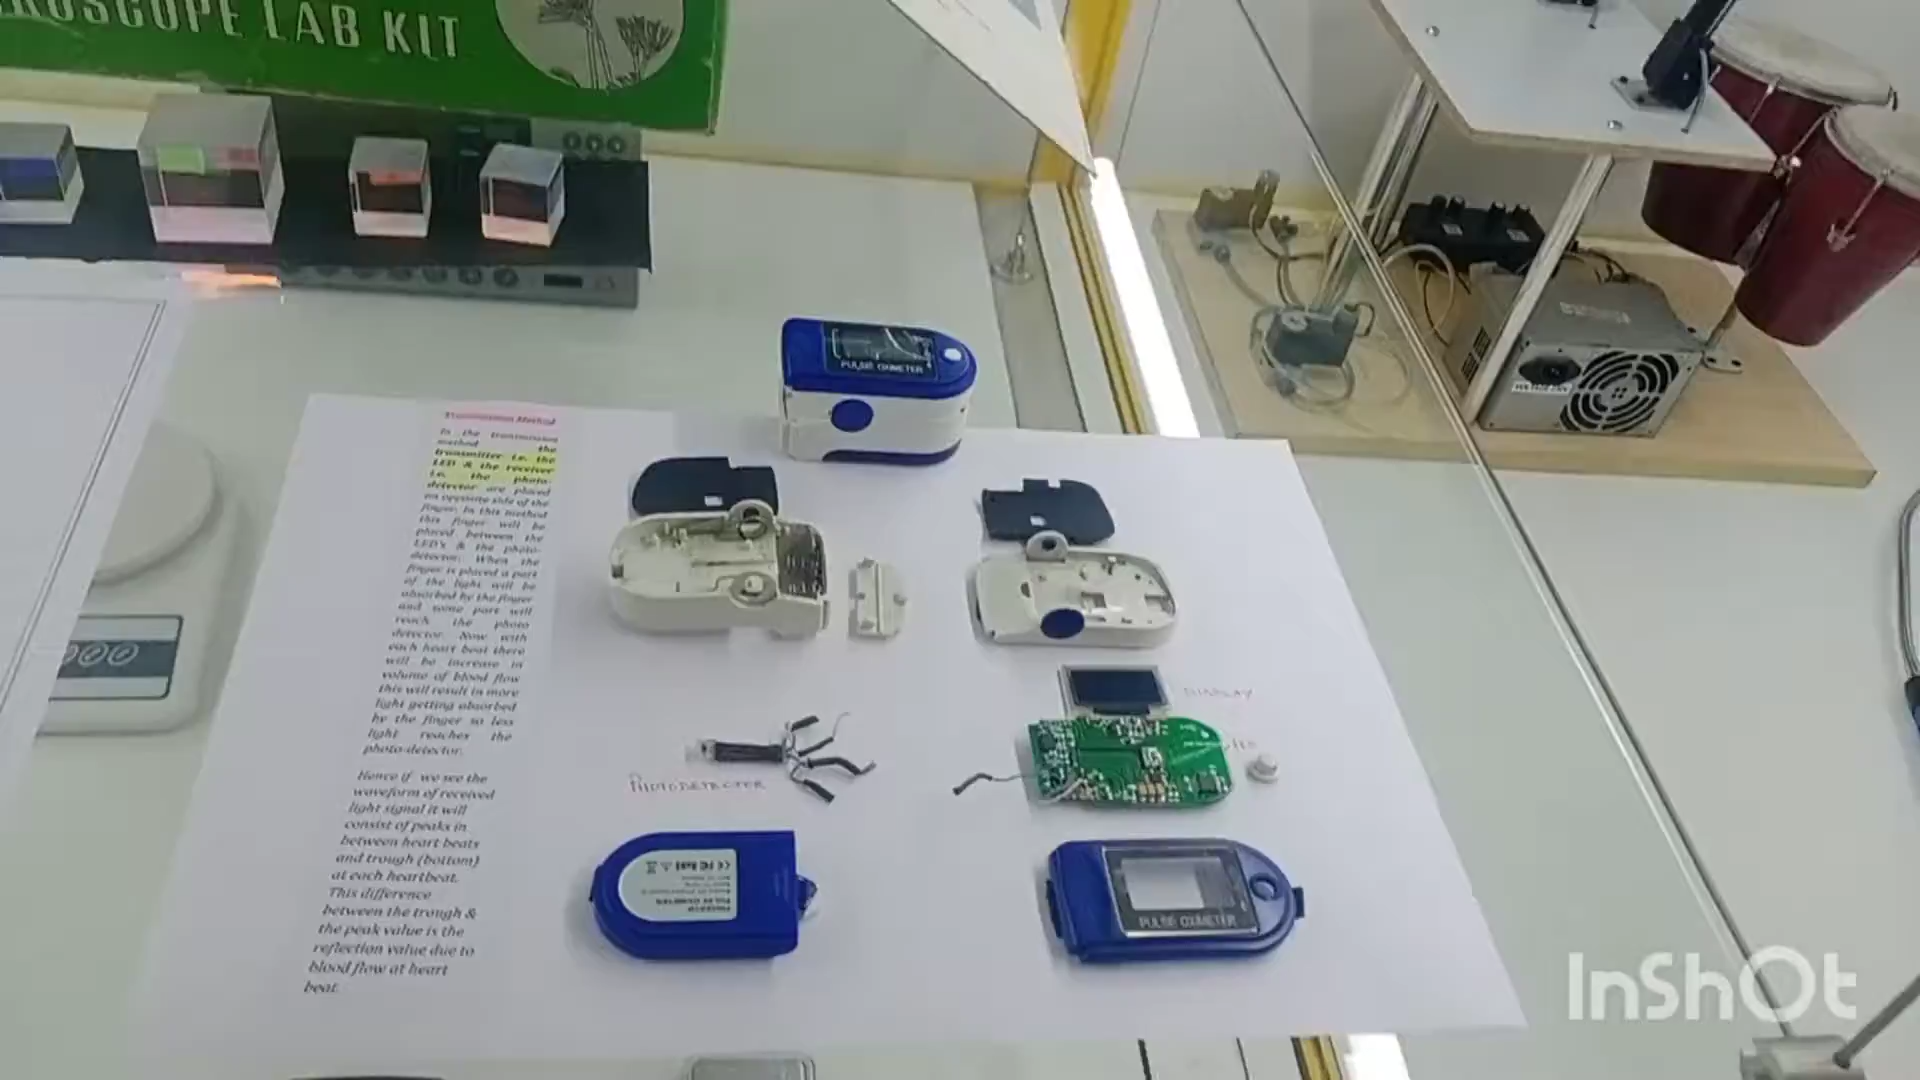 ROSCOPE LAB KIT
PULSE OXIMETER
Transmission Method
In the transmission
method the
transmitter i.e. the
LED & the receiver
i.e. the photo-
detector are placed
on opposite side of the
finger. In this method
this finger will be
placed between the
LED's & the photo-
detector. When the
finger is placed a part
of the light will be
absorbed by the finger
and some part will
reach the photo
detector. Now with
each heart beat there
will be increase in
volume of blood flow
this will result in more
light getting absorbed
by the finger so less
light reaches the
photo-detector.
Hence if we see the
waveform of received
light signal it will
consist of peaks in
between heart beats
and trough (bottom)
at each heartbeat.
This difference
between the trough &
the peak value is the
reflection value due to
blood flow at heart
beat.
DISPLAY
PHOTODETECTER
PULSE OXIMETER
PULSE OXIMETER
InShOt